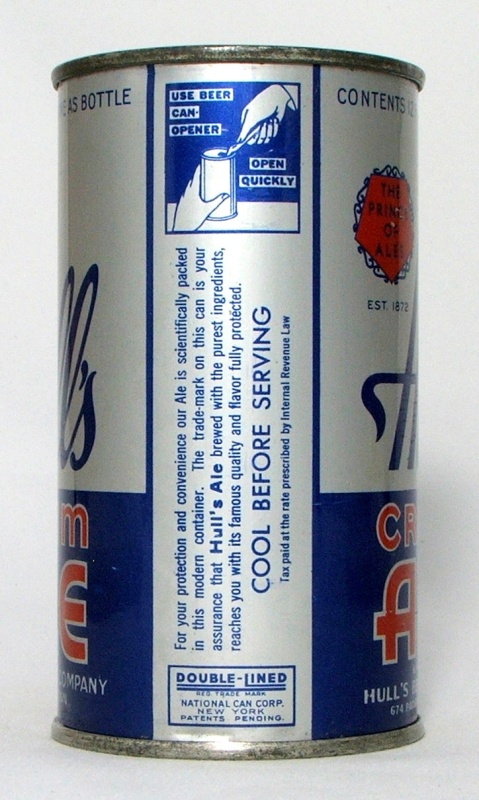 AS BOTTLE
ll's
m
E
COMPANY
USE BEER
CAN-
OPENER
OPEN
QUICKLY
For your protection and convenience our Ale is scientifically packed
in this modern container. The trade-mark on this can is your
assurance that Hull's Ale brewed with the purest ingredients,
reaches you with its famous quality and flavor fully protected.
COOL BEFORE SERVING
Tax paid at the rate prescribed by Internal Revenue Law
DOUBLE-LINED
REG. TRADE MARK
NATIONAL CAN CORP.
NEW YORK
PATENTS PENDING.
CONTENTS 12
THE
PRINCE
OF
ALES
EST. 1872
H
CR
A
HULL'S B
674